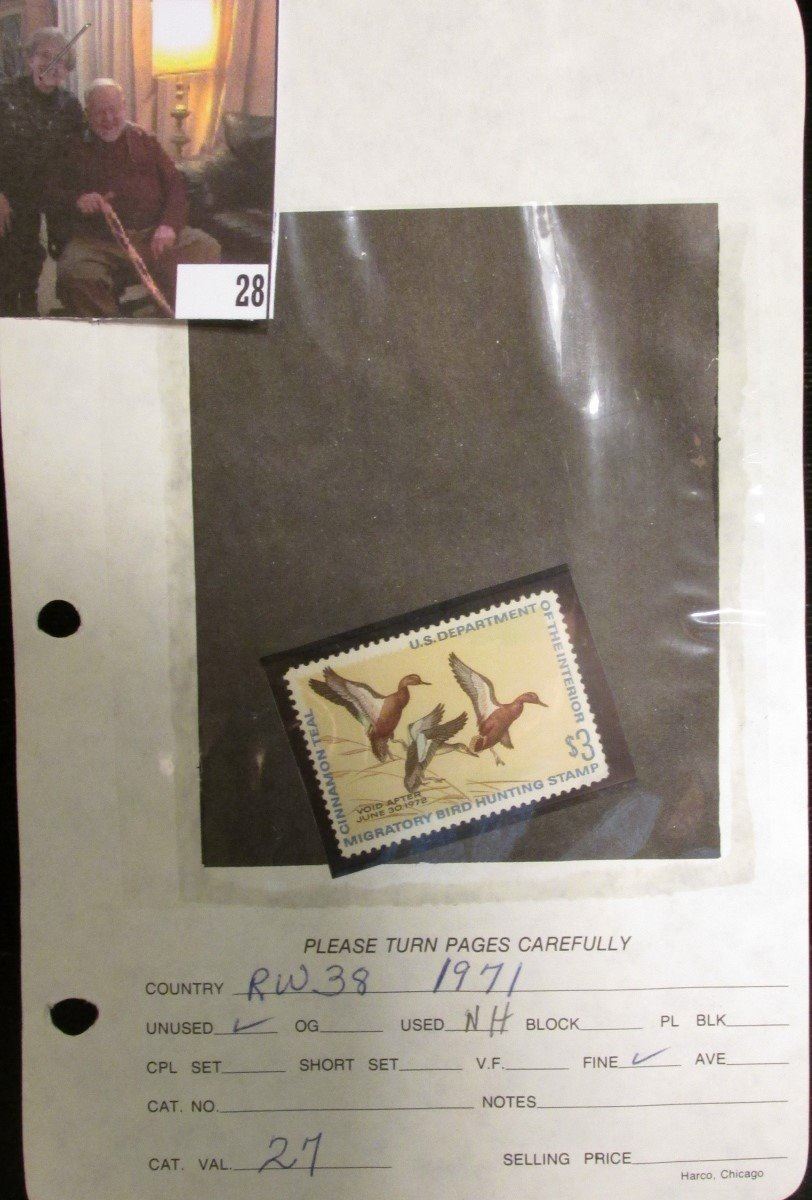 28
U.S. DEPARTMENT OF THE INTERIOR
CINNAMON TEAL
$3
VOID AFTER
JUNE 30, 1972
MIGRATORY BIRD HUNTING STAMP
PLEASE TURN PAGES CAREFULLY
COUNTRY RW38 1971
UNUSED ✓ OG USED NH BLOCK PL BLK
CPL SET SHORT SET V.F. FINE ✓ AVE
CAT. NO. NOTES
CAT. VAL. 27 SELLING PRICE
Harco, Chicago